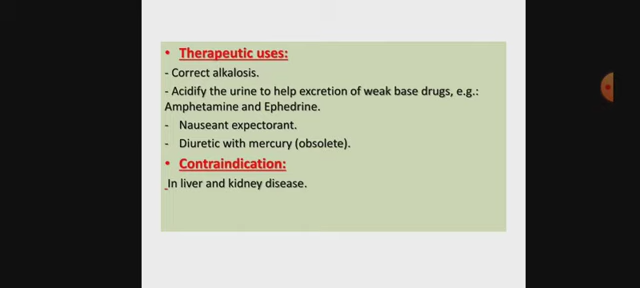 • Therapeutic uses:
- Correct alkalosis.
- Acidify the urine to help excretion of weak base drugs, e.g.:
Amphetamine and Ephedrine.
- Nauseant expectorant.
- Diuretic with mercury (obsolete).
• Contraindication:
In liver and kidney disease.